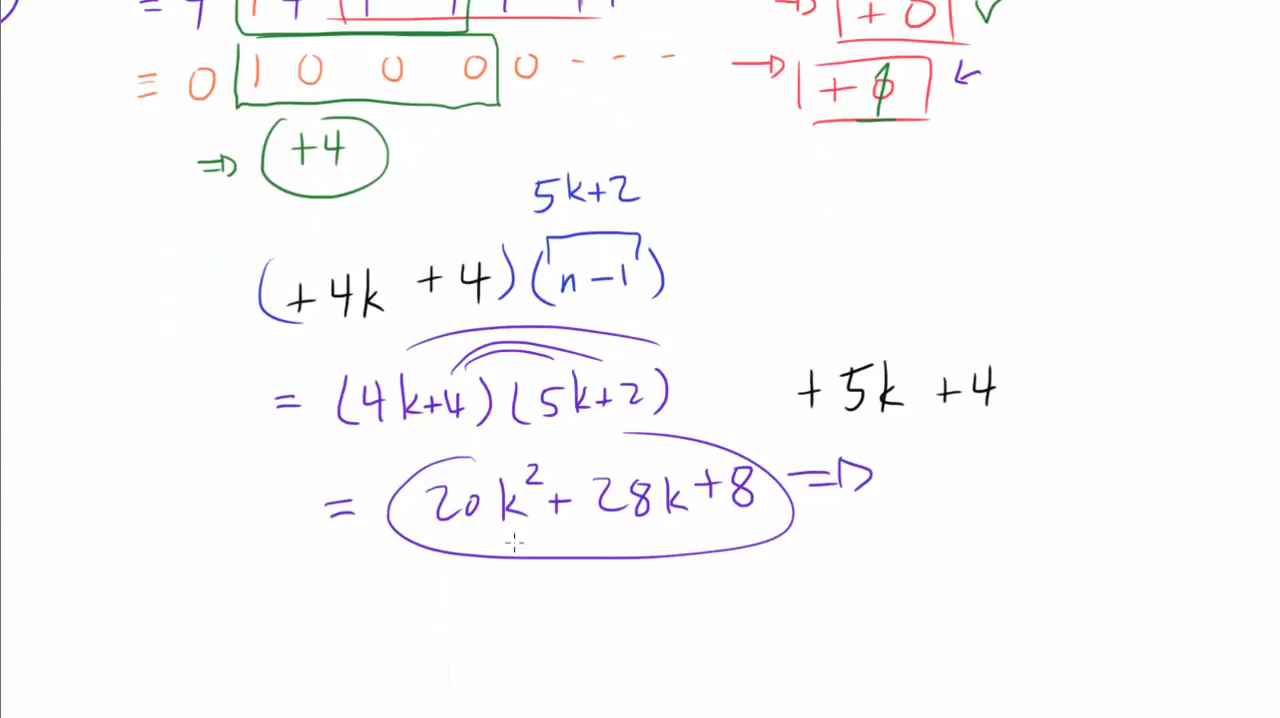 + 0 ✓
≡ 0 1 0 0 0 0 - - - → + 0 ↙
⇒ +4
5k+2
(+4k +4)(n-1)
= (4k+4)(5k+2) +5k +4
= 20k² + 28k + 8 ⇒